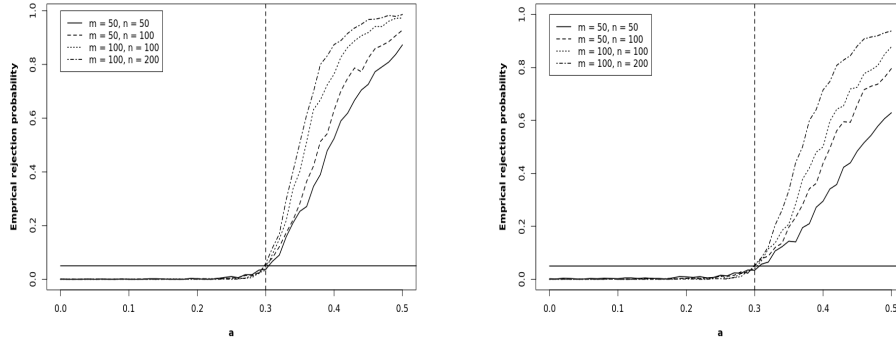 Emprical rejection probability
1.0
0.8
0.6
0.4
0.2
0.0
m = 50, n = 50
m = 50, n = 100
m = 100, n = 100
m = 100, n = 200
0.0 0.1 0.2 0.3 0.4 0.5
a
Emprical rejection probability
1.0
0.8
0.6
0.4
0.2
0.0
m = 50, n = 50
m = 50, n = 100
m = 100, n = 100
m = 100, n = 200
0.0 0.1 0.2 0.3 0.4 0.5
a